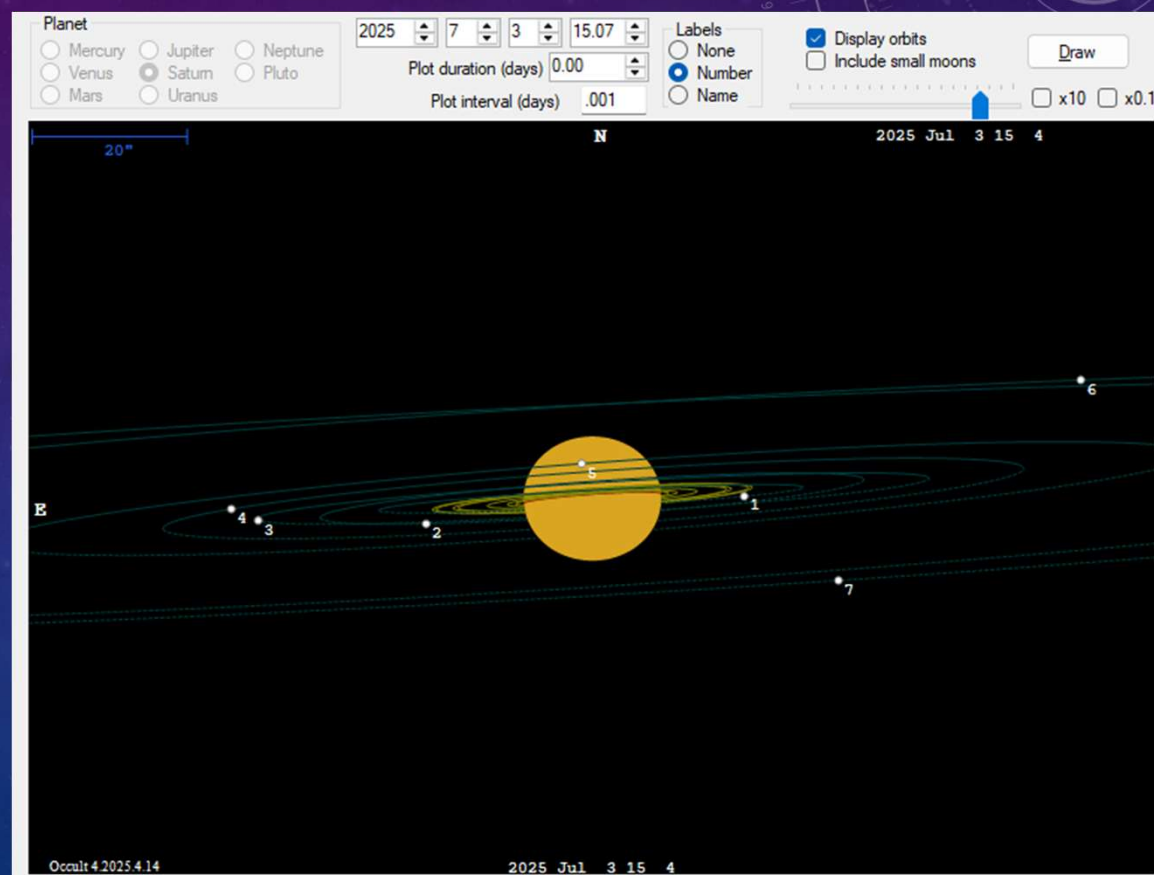 Planet
Mercury Jupiter Neptune
Venus Saturn Pluto
Mars Uranus
2025 7 3 15.07
Plot duration (days) 0.00
Plot interval (days) .001
Labels
None
Number
Name
Display orbits
Include small moons
Draw
x10 x0.1
20"
N
2025 Jul 3 15 4
6
5
E
4
3
2
1
7
Occult 4.2025.4.14
2025 Jul 3 15 4